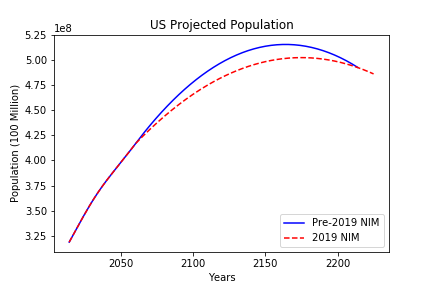 US Projected Population
1e8
5.25
5.00
4.75
4.50
4.25
4.00
3.75
3.50
3.25
Population (100 Million)
2050
2100
2150
2200
Years
Pre-2019 NIM
2019 NIM